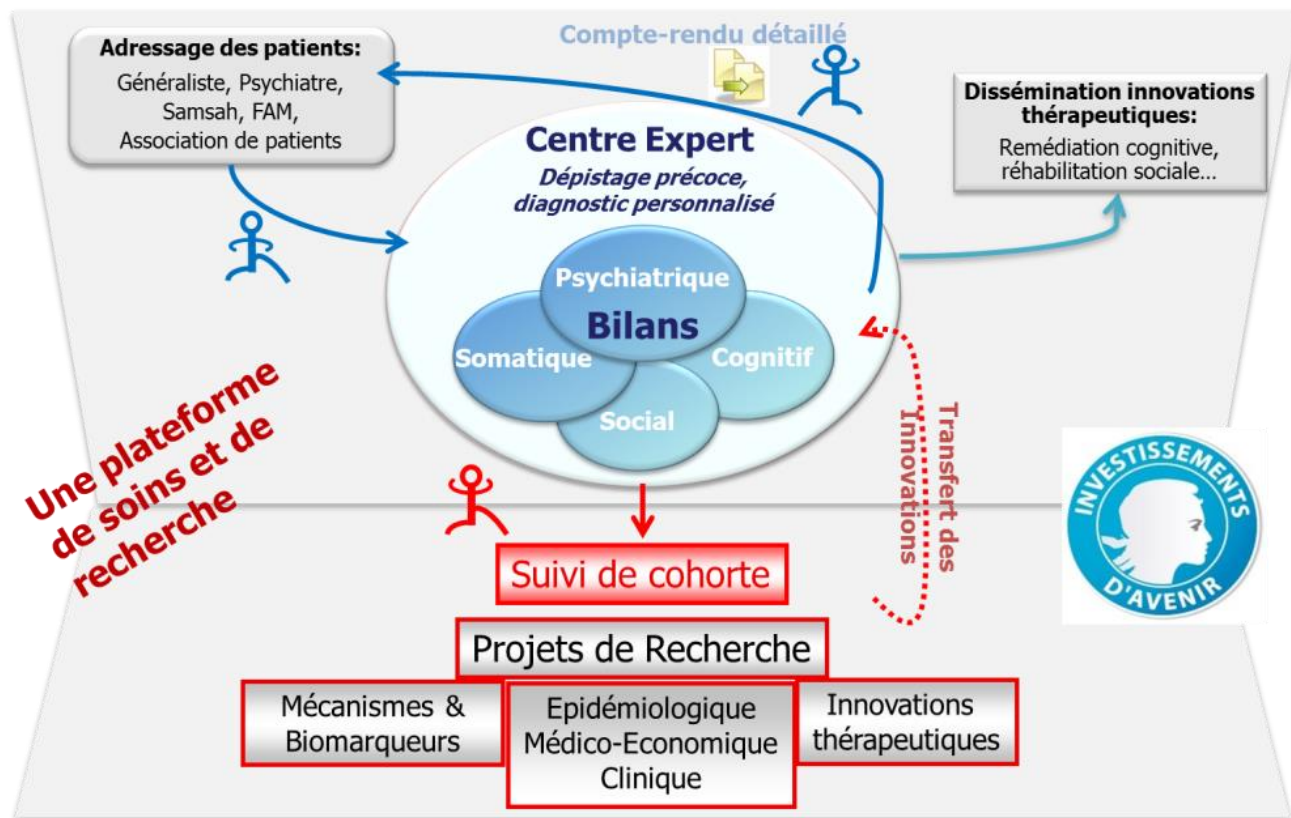 Adressage des patients:
Généraliste, Psychiatre,
Samsah, FAM,
Association de patients
Compte-rendu détaillé
Dissémination innovations
thérapeutiques:
Remédiation cognitive,
réhabilitation sociale...
Centre Expert
Dépistage précoce,
diagnostic personnalisé
Psychiatrique
Bilans
Somatique
Cognitif
Social
Une plateforme
de soins et de
recherche
Transfert des
Innovations
INVESTISSEMENTS
D'AVENIR
Suivi de cohorte
Projets de Recherche
Mécanismes &
Biomarqueurs
Epidémiologique
Médico-Economique
Clinique
Innovations
thérapeutiques